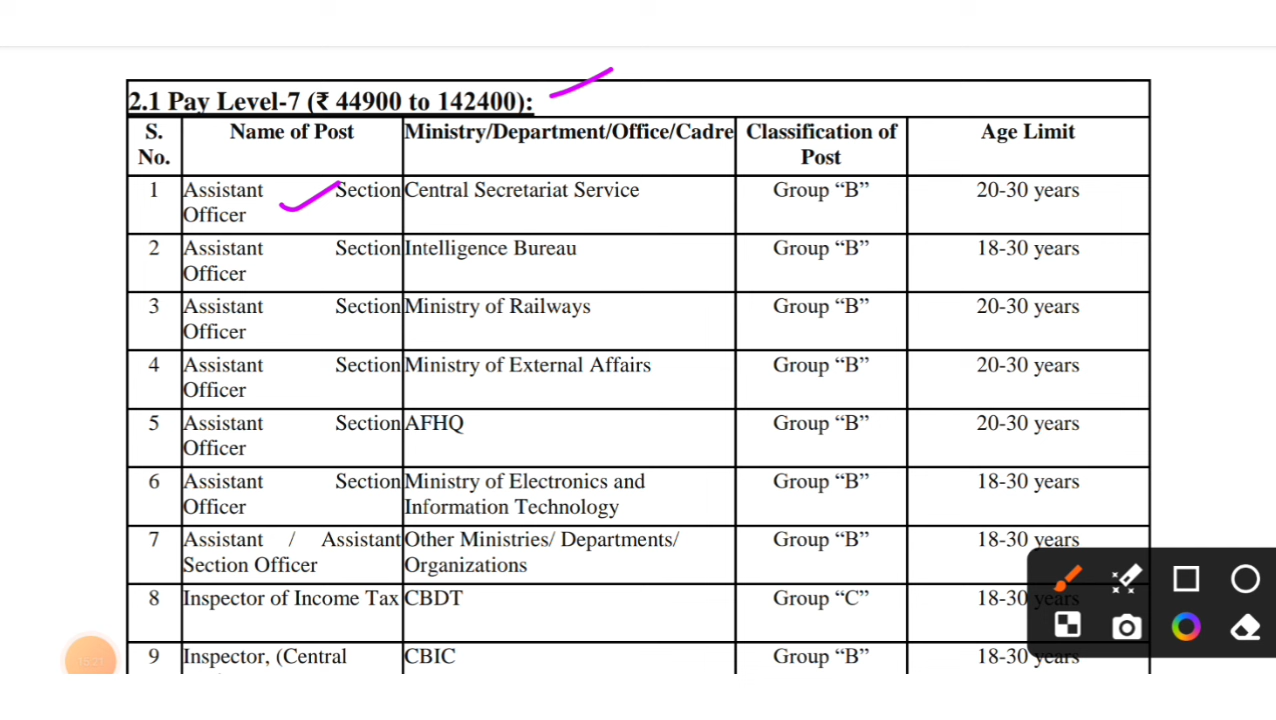 2.1 Pay Level-7 (₹ 44900 to 142400):
S. No. Name of Post Ministry/Department/Office/Cadre Classification of Post Age Limit
1 Assistant Section Officer Central Secretariat Service Group “B” 20-30 years
2 Assistant Section Officer Intelligence Bureau Group “B” 18-30 years
3 Assistant Section Officer Ministry of Railways Group “B” 20-30 years
4 Assistant Section Officer Ministry of External Affairs Group “B” 20-30 years
5 Assistant Section Officer AFHQ Group “B” 20-30 years
6 Assistant Section Officer Ministry of Electronics and Information Technology Group “B” 18-30 years
7 Assistant / Assistant Section Officer Other Ministries/ Departments/ Organizations Group “B” 18-30 years
8 Inspector of Income Tax CBDT Group “C” 18-30 years
9 Inspector, (Central CBIC Group “B” 18-30 years
15:21